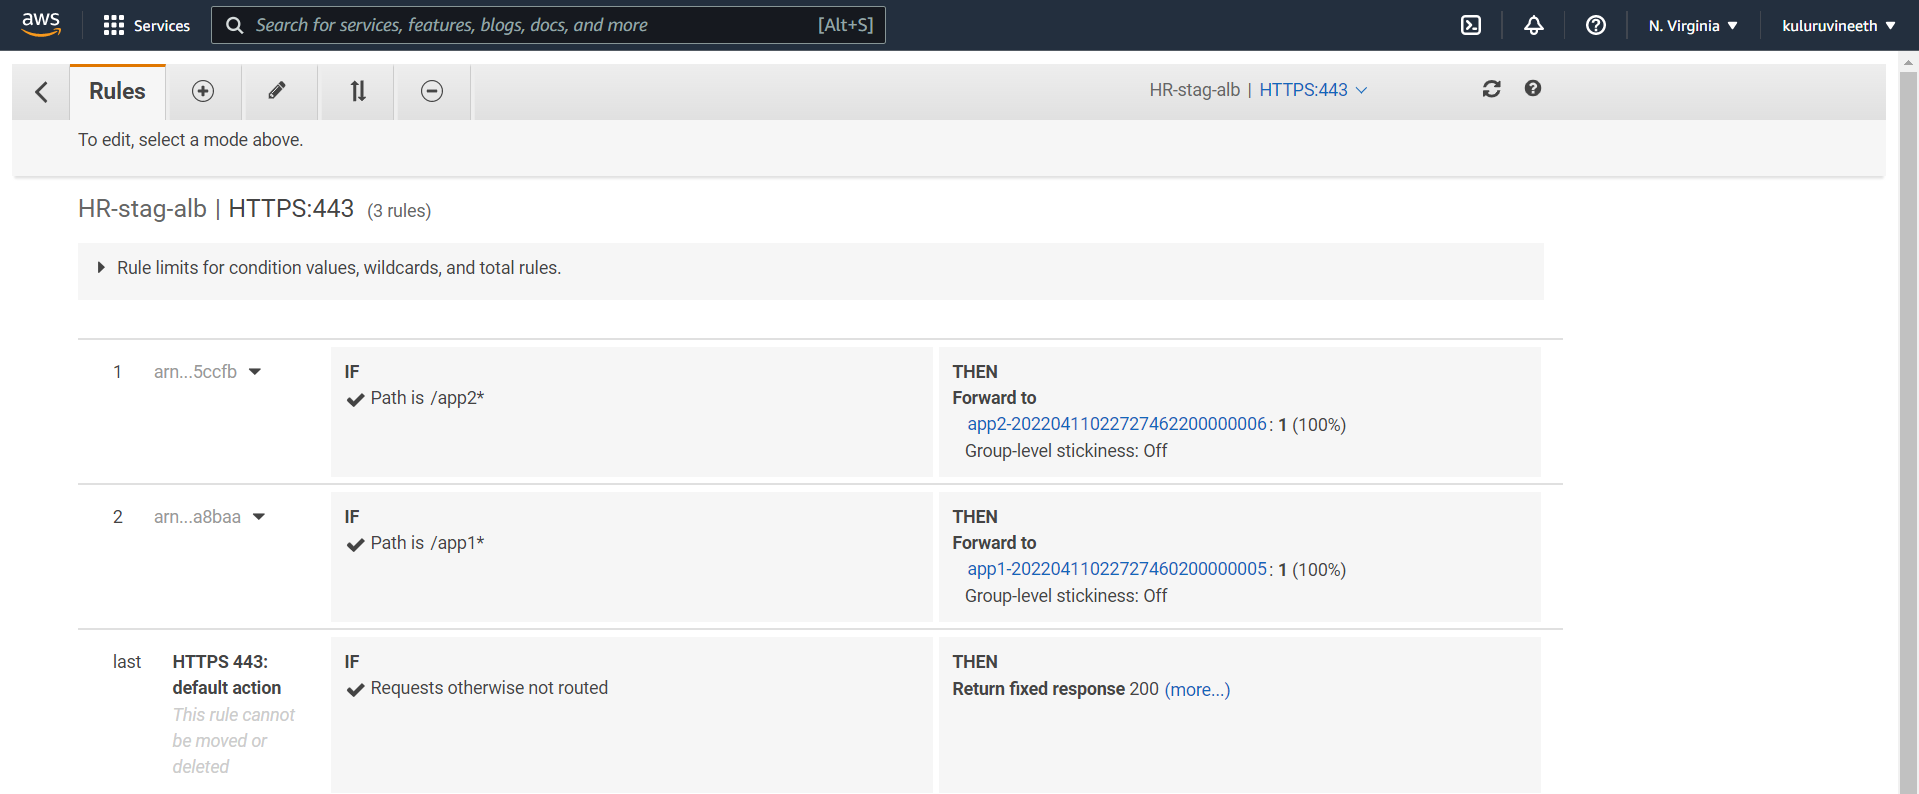 aws Services Search for services, features, blogs, docs, and more [Alt+S] N. Virginia kuluruvineeth
Rules HR-stag-alb | HTTPS:443
To edit, select a mode above.
HR-stag-alb | HTTPS:443 (3 rules)
Rule limits for condition values, wildcards, and total rules.
1 arn...5ccfb IF THEN
Path is /app2* Forward to
app2-20220411022727462200000006: 1 (100%)
Group-level stickiness: Off
2 arn...a8baa IF THEN
Path is /app1* Forward to
app1-20220411022727460200000005: 1 (100%)
Group-level stickiness: Off
last HTTPS 443: IF THEN
default action Requests otherwise not routed Return fixed response 200 (more...)
This rule cannot
be moved or
deleted